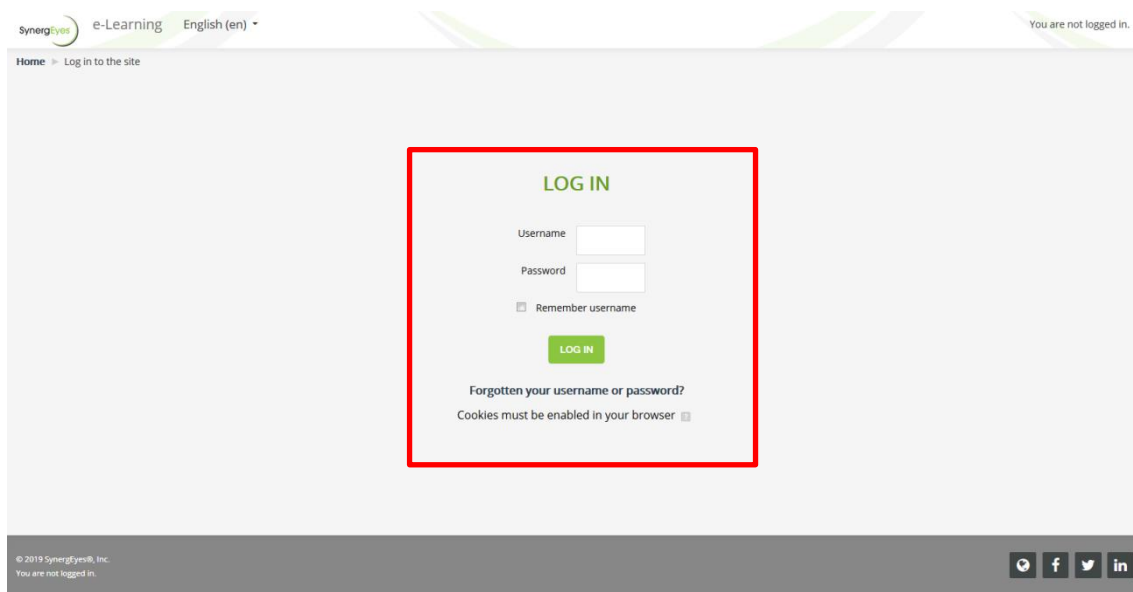 SynergEyes e-Learning English (en) You are not logged in.
Home Log in to the site
LOG IN
Username
Password
Remember username
LOG IN
Forgotten your username or password?
Cookies must be enabled in your browser
© 2019 SynergEyes®, Inc.
You are not logged in.